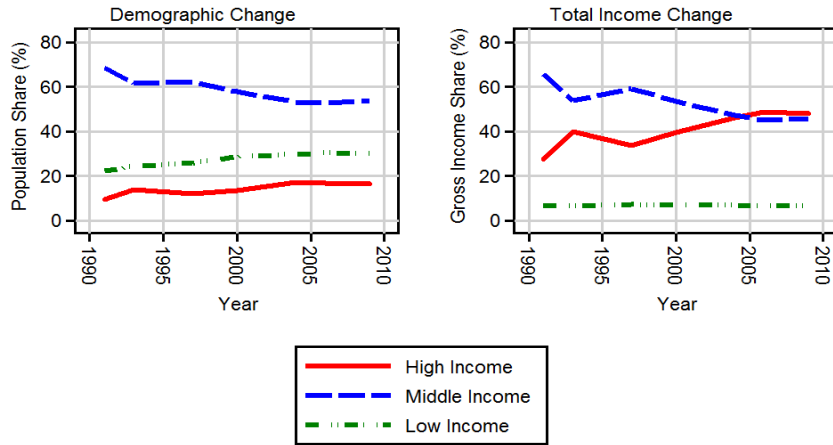 Demographic Change
Population Share (%)
80
60
40
20
0
1990
1995
2000
2005
2010
Year
Total Income Change
Gross Income Share (%)
80
60
40
20
0
1990
1995
2000
2005
2010
Year
High Income
Middle Income
Low Income